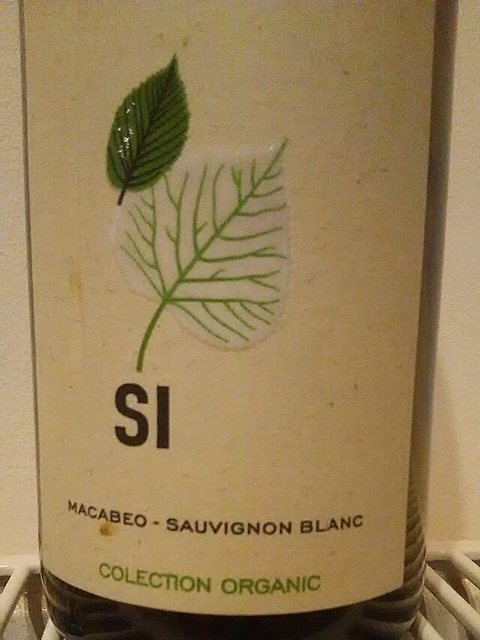 SI
MACABEO - SAUVIGNON BLANC
COLECTION ORGANIC